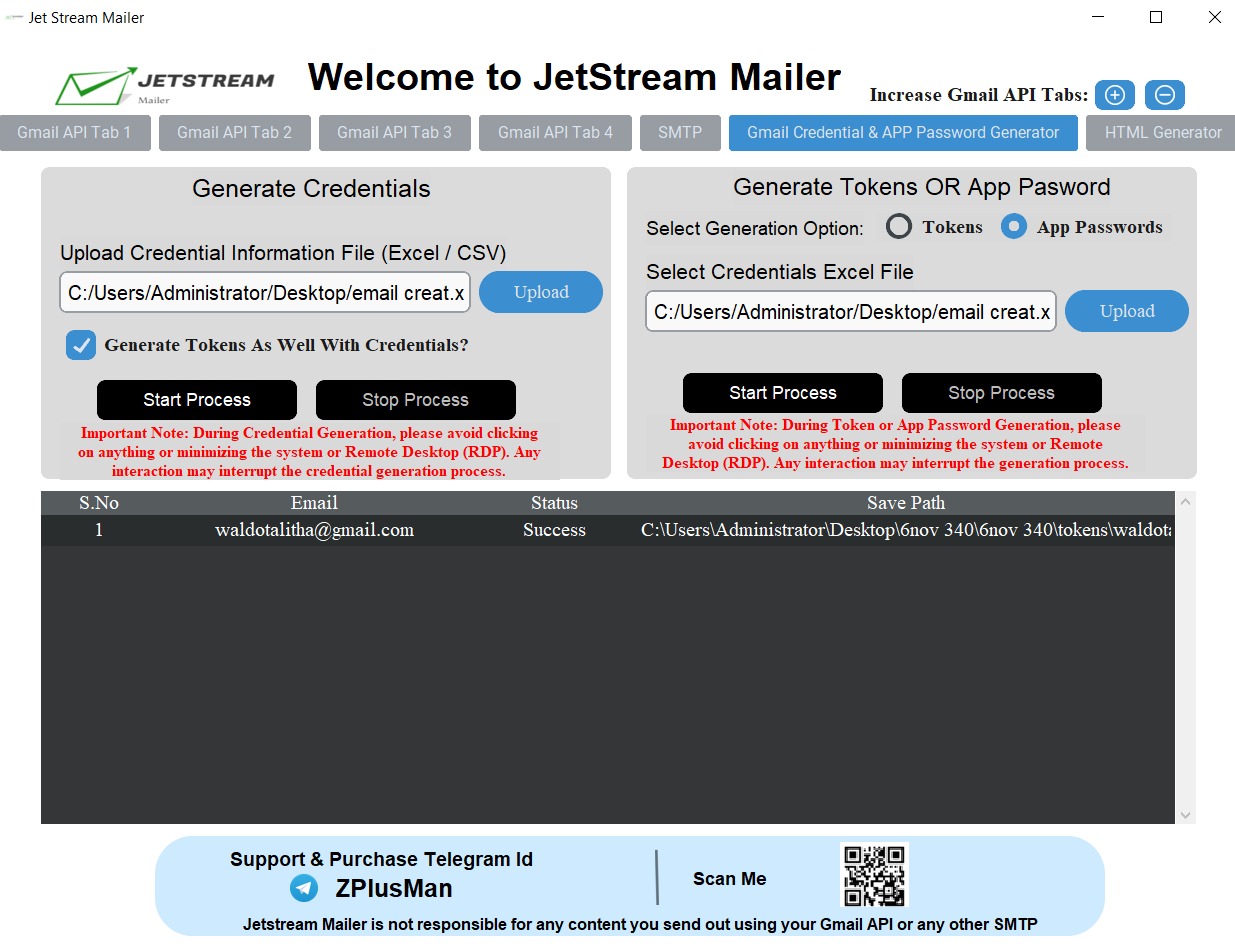 Jet Stream Mailer
JETSTREAM
Mailer
Welcome to JetStream Mailer
Increase Gmail API Tabs:
Gmail API Tab 1
Gmail API Tab 2
Gmail API Tab 3
Gmail API Tab 4
SMTP
Gmail Credential & APP Password Generator
HTML Generator
Generate Credentials
Upload Credential Information File (Excel / CSV)
C:/Users/Administrator/Desktop/email creat.x
Upload
Generate Tokens As Well With Credentials?
Start Process
Stop Process
Important Note: During Credential Generation, please avoid clicking
on anything or minimizing the system or Remote Desktop (RDP). Any
interaction may interrupt the credential generation process.
Generate Tokens OR App Pasword
Select Generation Option:
Tokens
App Passwords
Select Credentials Excel File
C:/Users/Administrator/Desktop/email creat.x
Upload
Start Process
Stop Process
Important Note: During Token or App Password Generation, please
avoid clicking on anything or minimizing the system or Remote
Desktop (RDP). Any interaction may interrupt the generation process.
S.No Email Status Save Path
1 waldotalitha@gmail.com Success C:\Users\Administrator\Desktop\6nov 340\6nov 340\tokens\waldota
Support & Purchase Telegram Id
ZPlusMan
Scan Me
Jetstream Mailer is not responsible for any content you send out using your Gmail API or any other SMTP